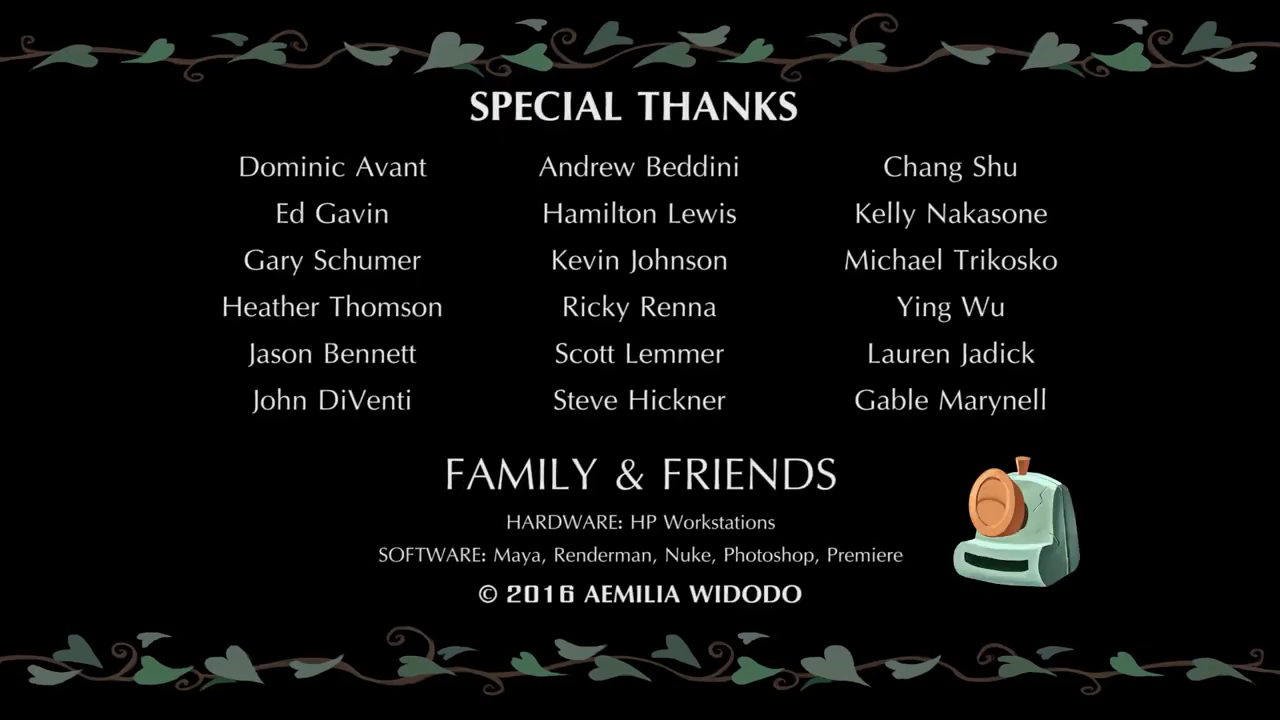 SPECIAL THANKS
Dominic Avant
Ed Gavin
Gary Schumer
Heather Thomson
Jason Bennett
John DiVenti
Andrew Beddini
Hamilton Lewis
Kevin Johnson
Ricky Renna
Scott Lemmer
Steve Hickner
Chang Shu
Kelly Nakasone
Michael Trikosko
Ying Wu
Lauren Jadick
Gable Marynell
FAMILY & FRIENDS
HARDWARE: HP Workstations
SOFTWARE: Maya, Renderman, Nuke, Photoshop, Premiere
© 2016 AEMILIA WIDODO